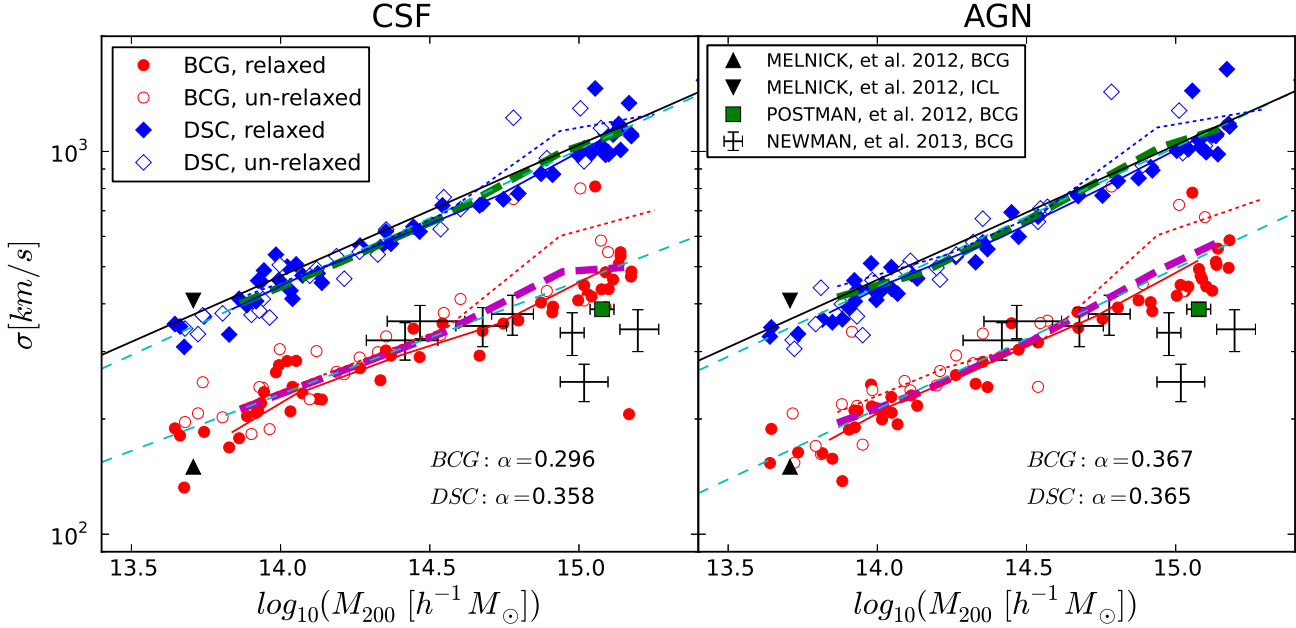 CSF
AGN
BCG, relaxed
BCG, un-relaxed
DSC, relaxed
DSC, un-relaxed
MELNICK, et al. 2012, BCG
MELNICK, et al. 2012, ICL
POSTMAN, et al. 2012, BCG
NEWMAN, et al. 2013, BCG
σ[km/s]
10³
10²
BCG: α=0.296
DSC: α=0.358
BCG: α=0.367
DSC: α=0.365
13.5 14.0 14.5 15.0
13.5 14.0 14.5 15.0
log₁₀(M₂₀₀ [h⁻¹ M⊙])
log₁₀(M₂₀₀ [h⁻¹ M⊙])